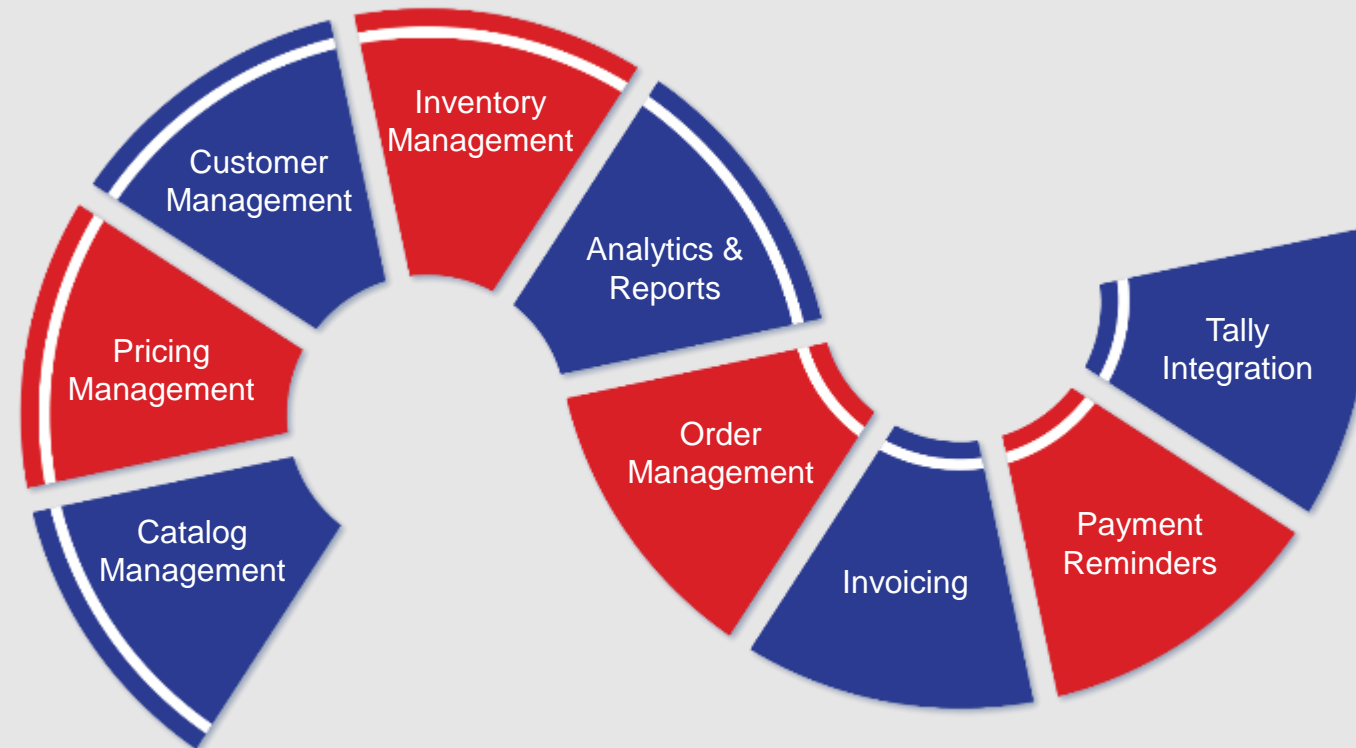 Catalog
Management
Pricing
Management
Customer
Management
Inventory
Management
Analytics &
Reports
Order
Management
Invoicing
Payment
Reminders
Tally
Integration